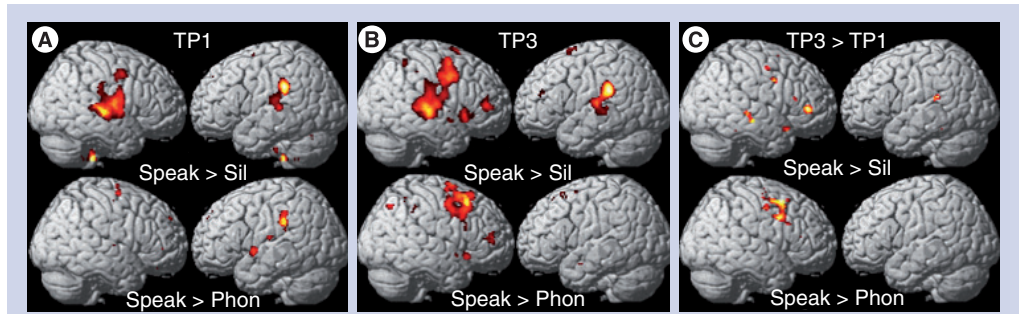 A TP1
Speak > Sil
Speak > Phon
B TP3
Speak > Sil
Speak > Phon
C TP3 > TP1
Speak > Sil
Speak > Phon